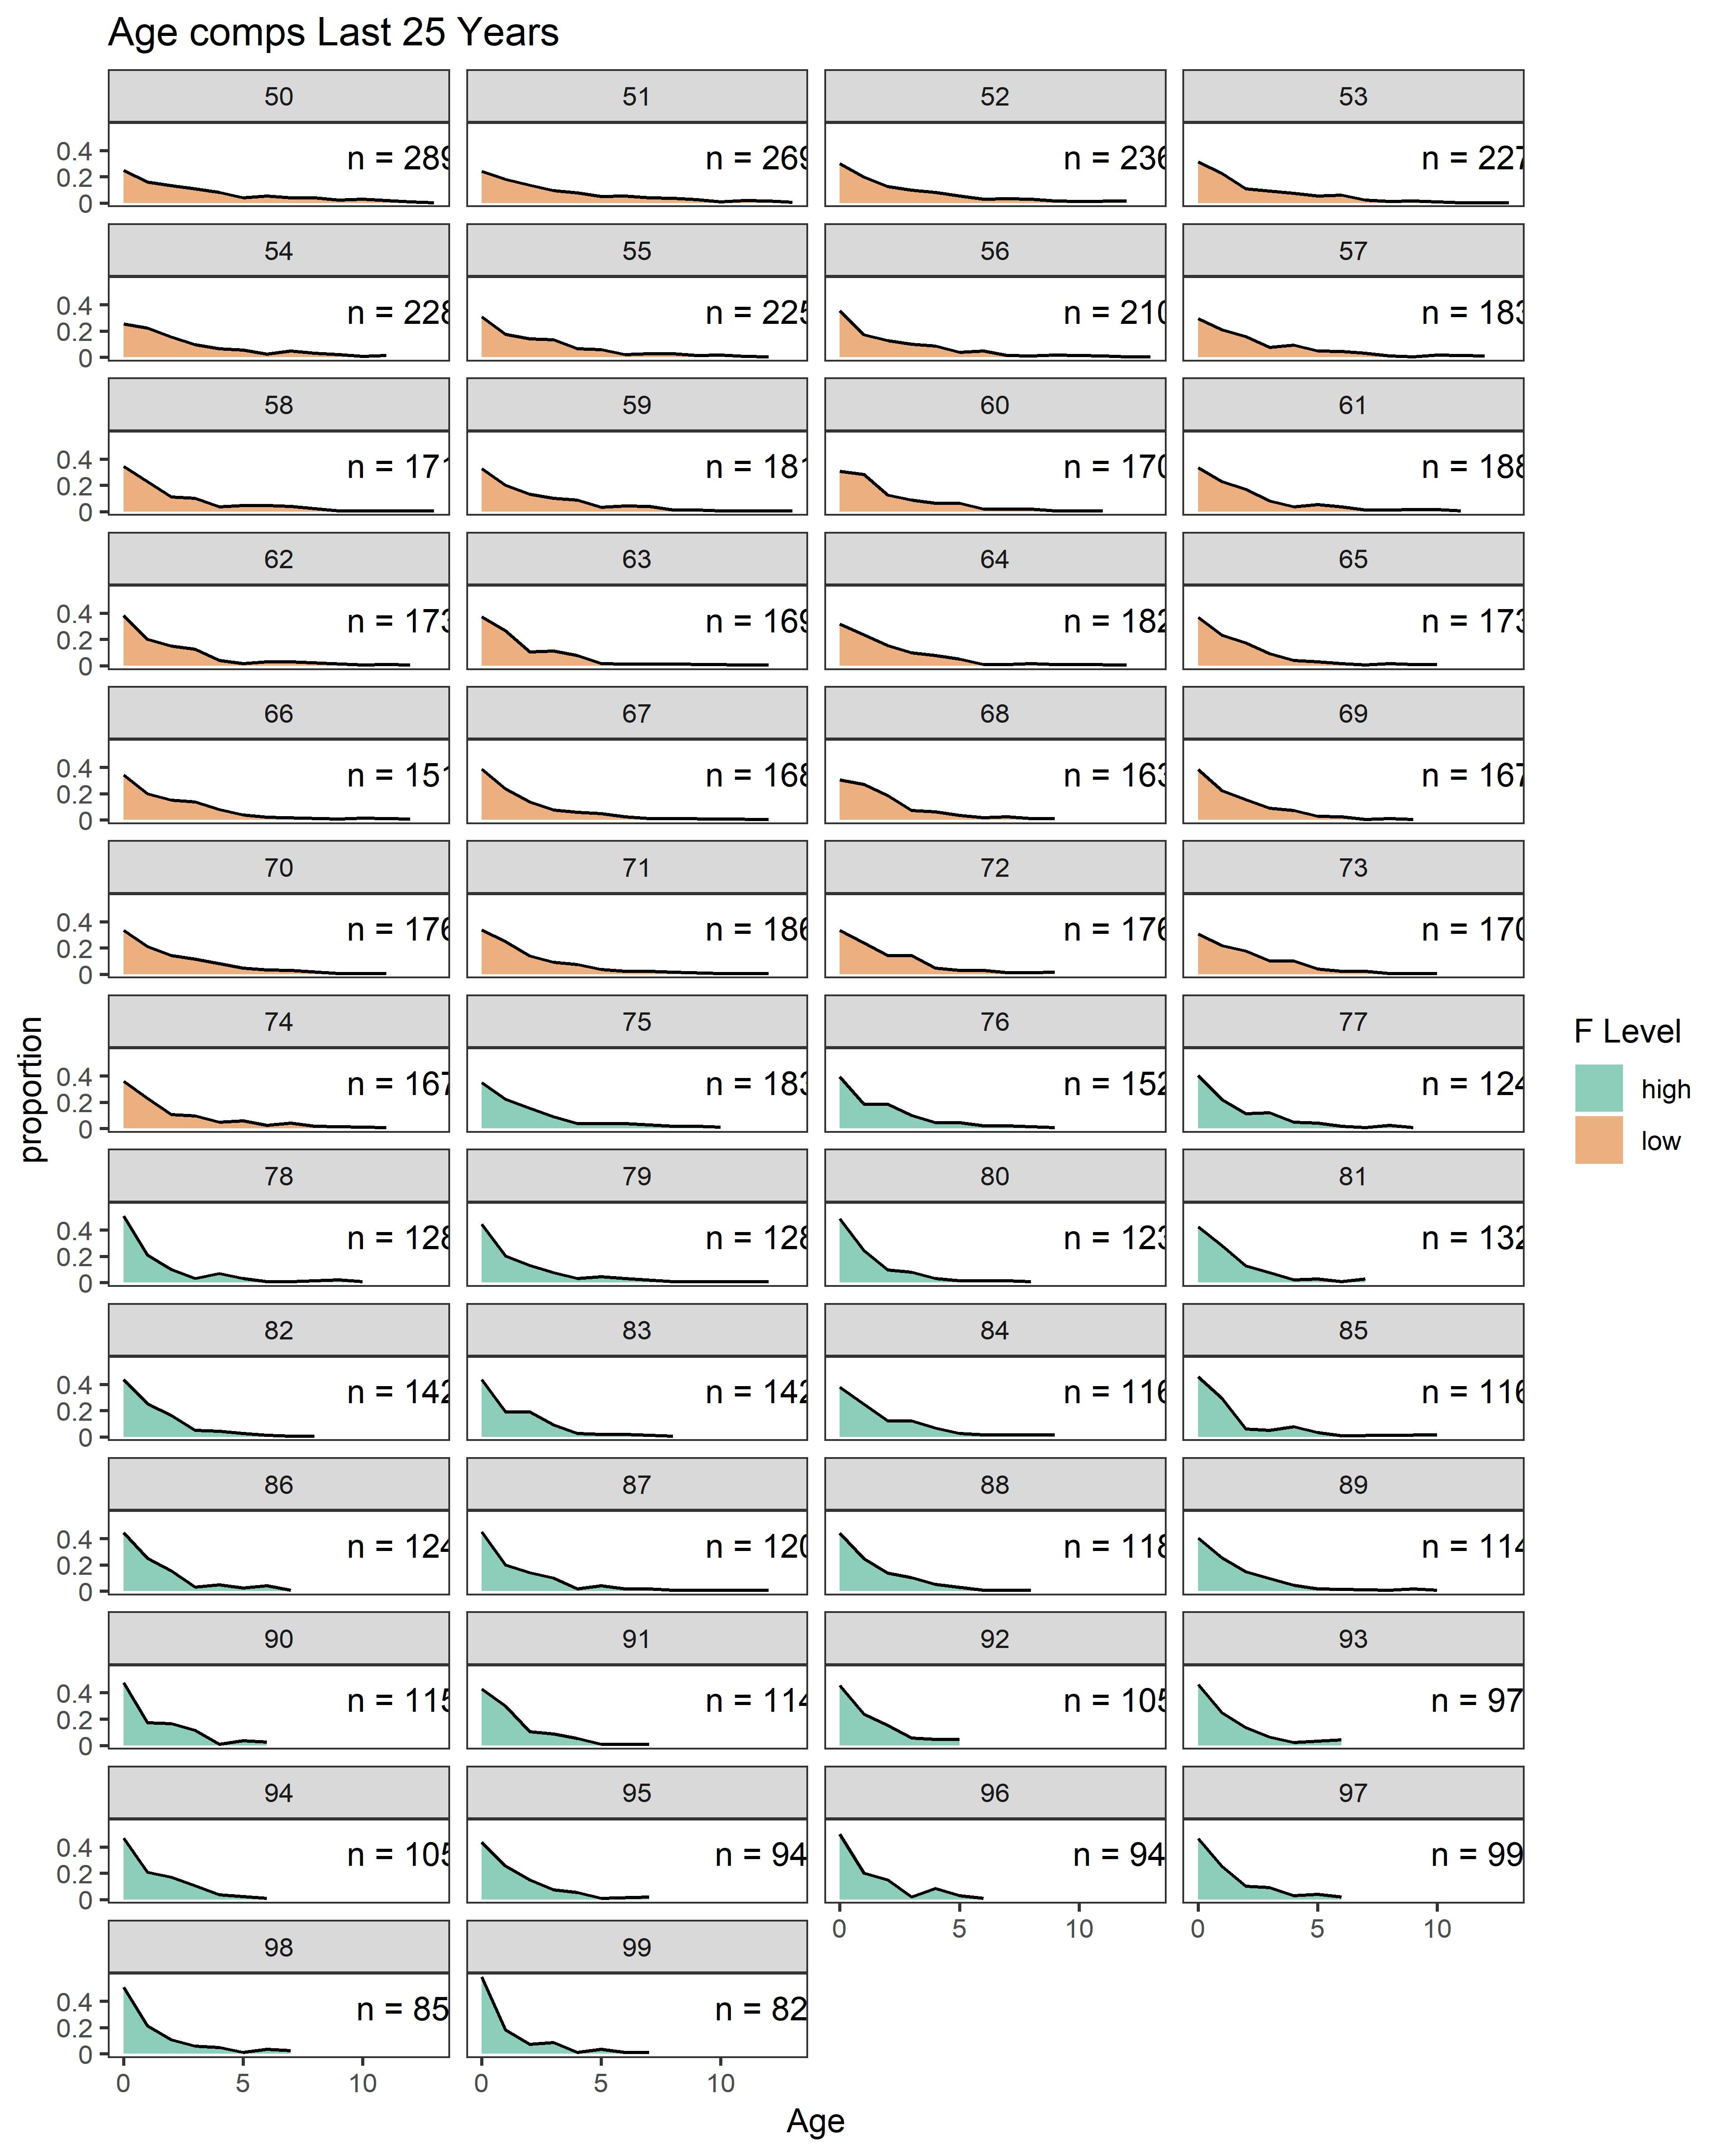 Age comps Last 25 Years
50 51 52 53
0.4 n = 289 n = 269 n = 236 n = 227
0.2
0
54 55 56 57
0.4 n = 228 n = 225 n = 210 n = 183
0.2
0
58 59 60 61
0.4 n = 171 n = 181 n = 170 n = 188
0.2
0
62 63 64 65
0.4 n = 173 n = 169 n = 182 n = 173
0.2
0
66 67 68 69
0.4 n = 151 n = 168 n = 163 n = 167
0.2
0
70 71 72 73
0.4 n = 176 n = 186 n = 176 n = 170
0.2
0
74 75 76 77
0.4 n = 167 n = 183 n = 152 n = 124
0.2
0
78 79 80 81
0.4 n = 128 n = 128 n = 123 n = 132
0.2
0
82 83 84 85
0.4 n = 142 n = 142 n = 116 n = 116
0.2
0
86 87 88 89
0.4 n = 124 n = 120 n = 118 n = 114
0.2
0
90 91 92 93
0.4 n = 115 n = 114 n = 105 n = 97
0.2
0
94 95 96 97
0.4 n = 105 n = 94 n = 94 n = 99
0.2
0
0 5 10 0 5 10
98 99
0.4 n = 85 n = 82
0.2
0
0 5 10 0 5 10
Age
proportion
F Level
high
low